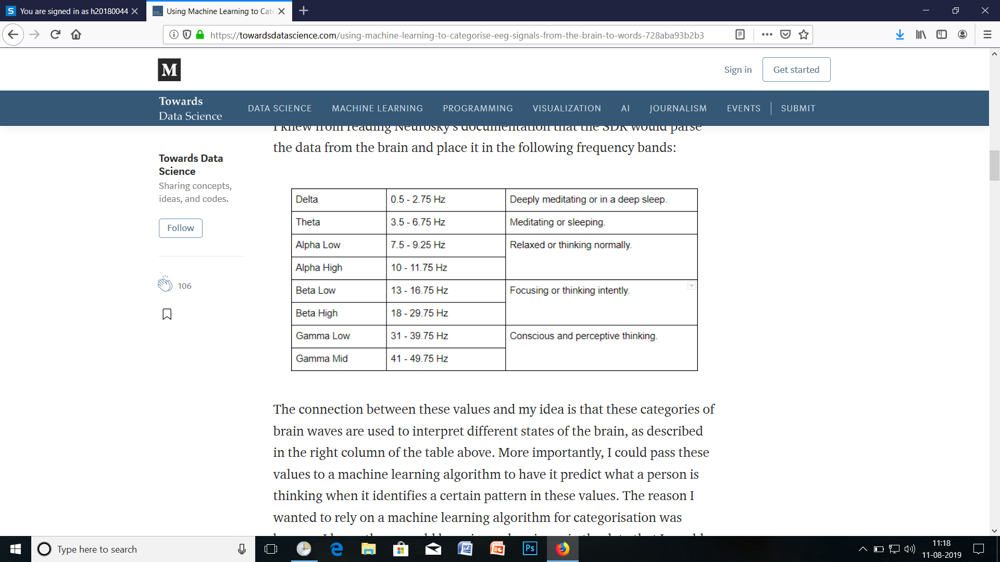 You are signed in as h20180044
Using Machine Learning to Cate
https://towardsdatascience.com/using-machine-learning-to-categorise-eeg-signals-from-the-brain-to-words-728aba93b2b3
M
Sign in
Get started
Towards
Data Science
DATA SCIENCE MACHINE LEARNING PROGRAMMING VISUALIZATION AI JOURNALISM EVENTS SUBMIT
I knew from reading Neurosky's documentation that the SDR would parse
the data from the brain and place it in the following frequency bands:
Towards Data
Science
Sharing concepts,
ideas, and codes.
Follow
106
Delta 0.5 - 2.75 Hz Deeply meditating or in a deep sleep.
Theta 3.5 - 6.75 Hz Meditating or sleeping.
Alpha Low 7.5 - 9.25 Hz Relaxed or thinking normally.
Alpha High 10 - 11.75 Hz
Beta Low 13 - 16.75 Hz Focusing or thinking intently.
Beta High 18 - 29.75 Hz
Gamma Low 31 - 39.75 Hz Conscious and perceptive thinking.
Gamma Mid 41 - 49.75 Hz
The connection between these values and my idea is that these categories of
brain waves are used to interpret different states of the brain, as described
in the right column of the table above. More importantly, I could pass these
values to a machine learning algorithm to have it predict what a person is
thinking when it identifies a certain pattern in these values. The reason I
wanted to rely on a machine learning algorithm for categorisation was
Type here to search
11:18
11-08-2019